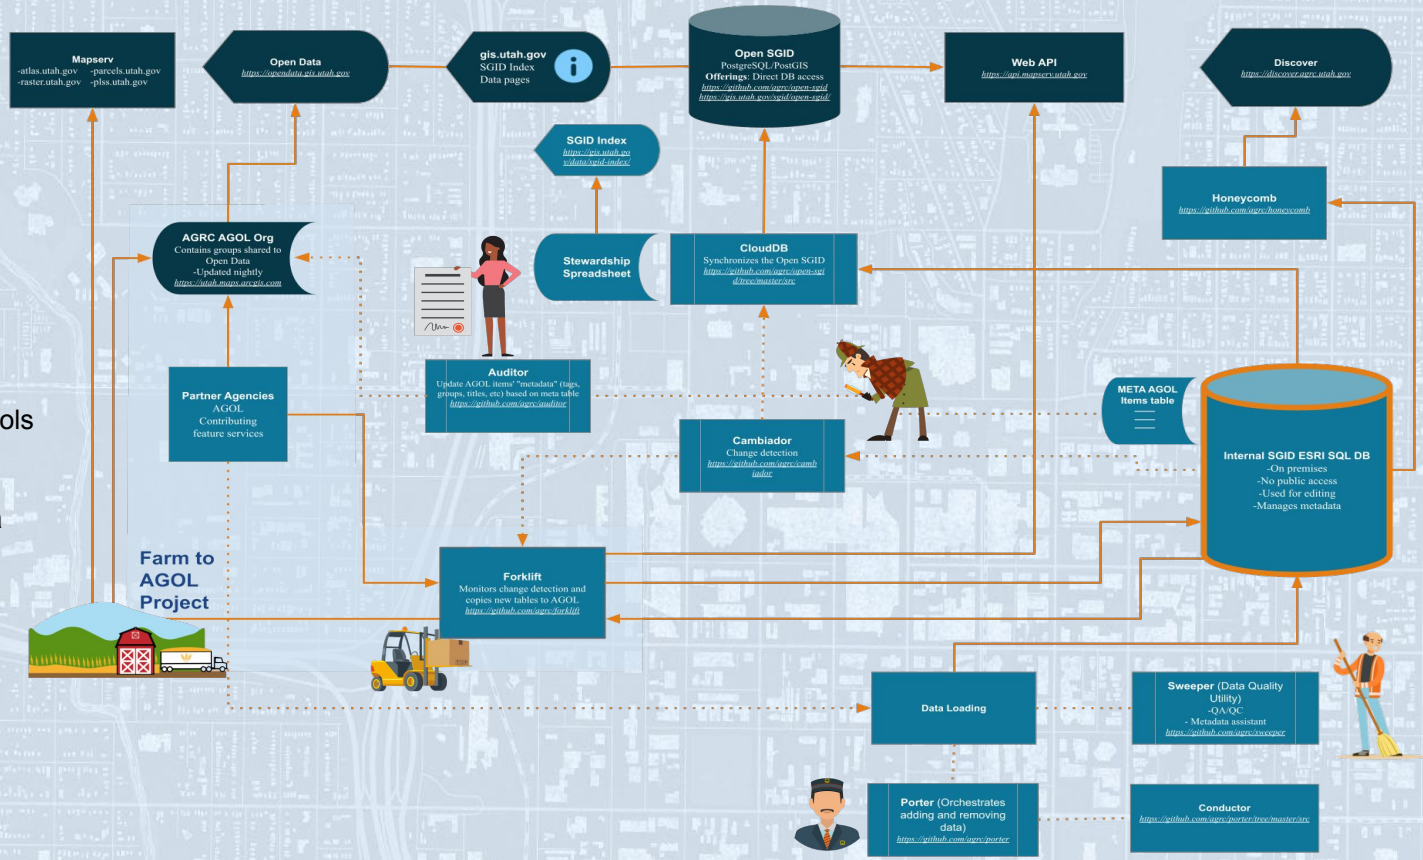 Mapserv
-atlas.utah.gov -parcels.utah.gov
-raster.utah.gov -plss.utah.gov
Open Data
https://opendata.gis.utah.gov
gis.utah.gov
SGID Index
Data pages
Open SGID
PostgreSQL/PostGIS
Offerings: Direct DB access
https://github.com/agrc/open-sgid
https://gis.utah.gov/sgid/open-sgid/
Web API
https://api.mapserv.utah.gov
Discover
https://discover.agrc.utah.gov
SGID Index
https://gis.utah.go
v/data/sgid-index/
Honeycomb
https://github.com/agrc/honeycomb
AGRC AGOL Org
Contains groups shared to
Open Data
-Updated nightly
https://utah.maps.arcgis.com
Stewardship
Spreadsheet
CloudDB
Synchronizes the Open SGID
https://github.com/agrc/open-sgi
d/tree/master/src
Auditor
Update AGOL items' "metadata" (tags,
groups, titles, etc) based on meta table
https://github.com/agrc/auditor
Partner Agencies
AGOL
Contributing
feature services
META AGOL
Items table
ols
Cambiador
Change detection
https://github.com/agrc/camb
iador
Internal SGID ESRI SQL DB
-On premises
-No public access
-Used for editing
-Manages metadata
Farm to
AGOL
Project
Forklift
Monitors change detection and
copies new tables to AGOL
https://github.com/agrc/forklift
Data Loading
Sweeper (Data Quality
Utility)
-QA/QC
- Metadata assistant
https://github.com/agrc/sweeper
Porter (Orchestrates
adding and removing
data)
https://github.com/agrc/porter
Conductor
https://github.com/agrc/porter/tree/master/src